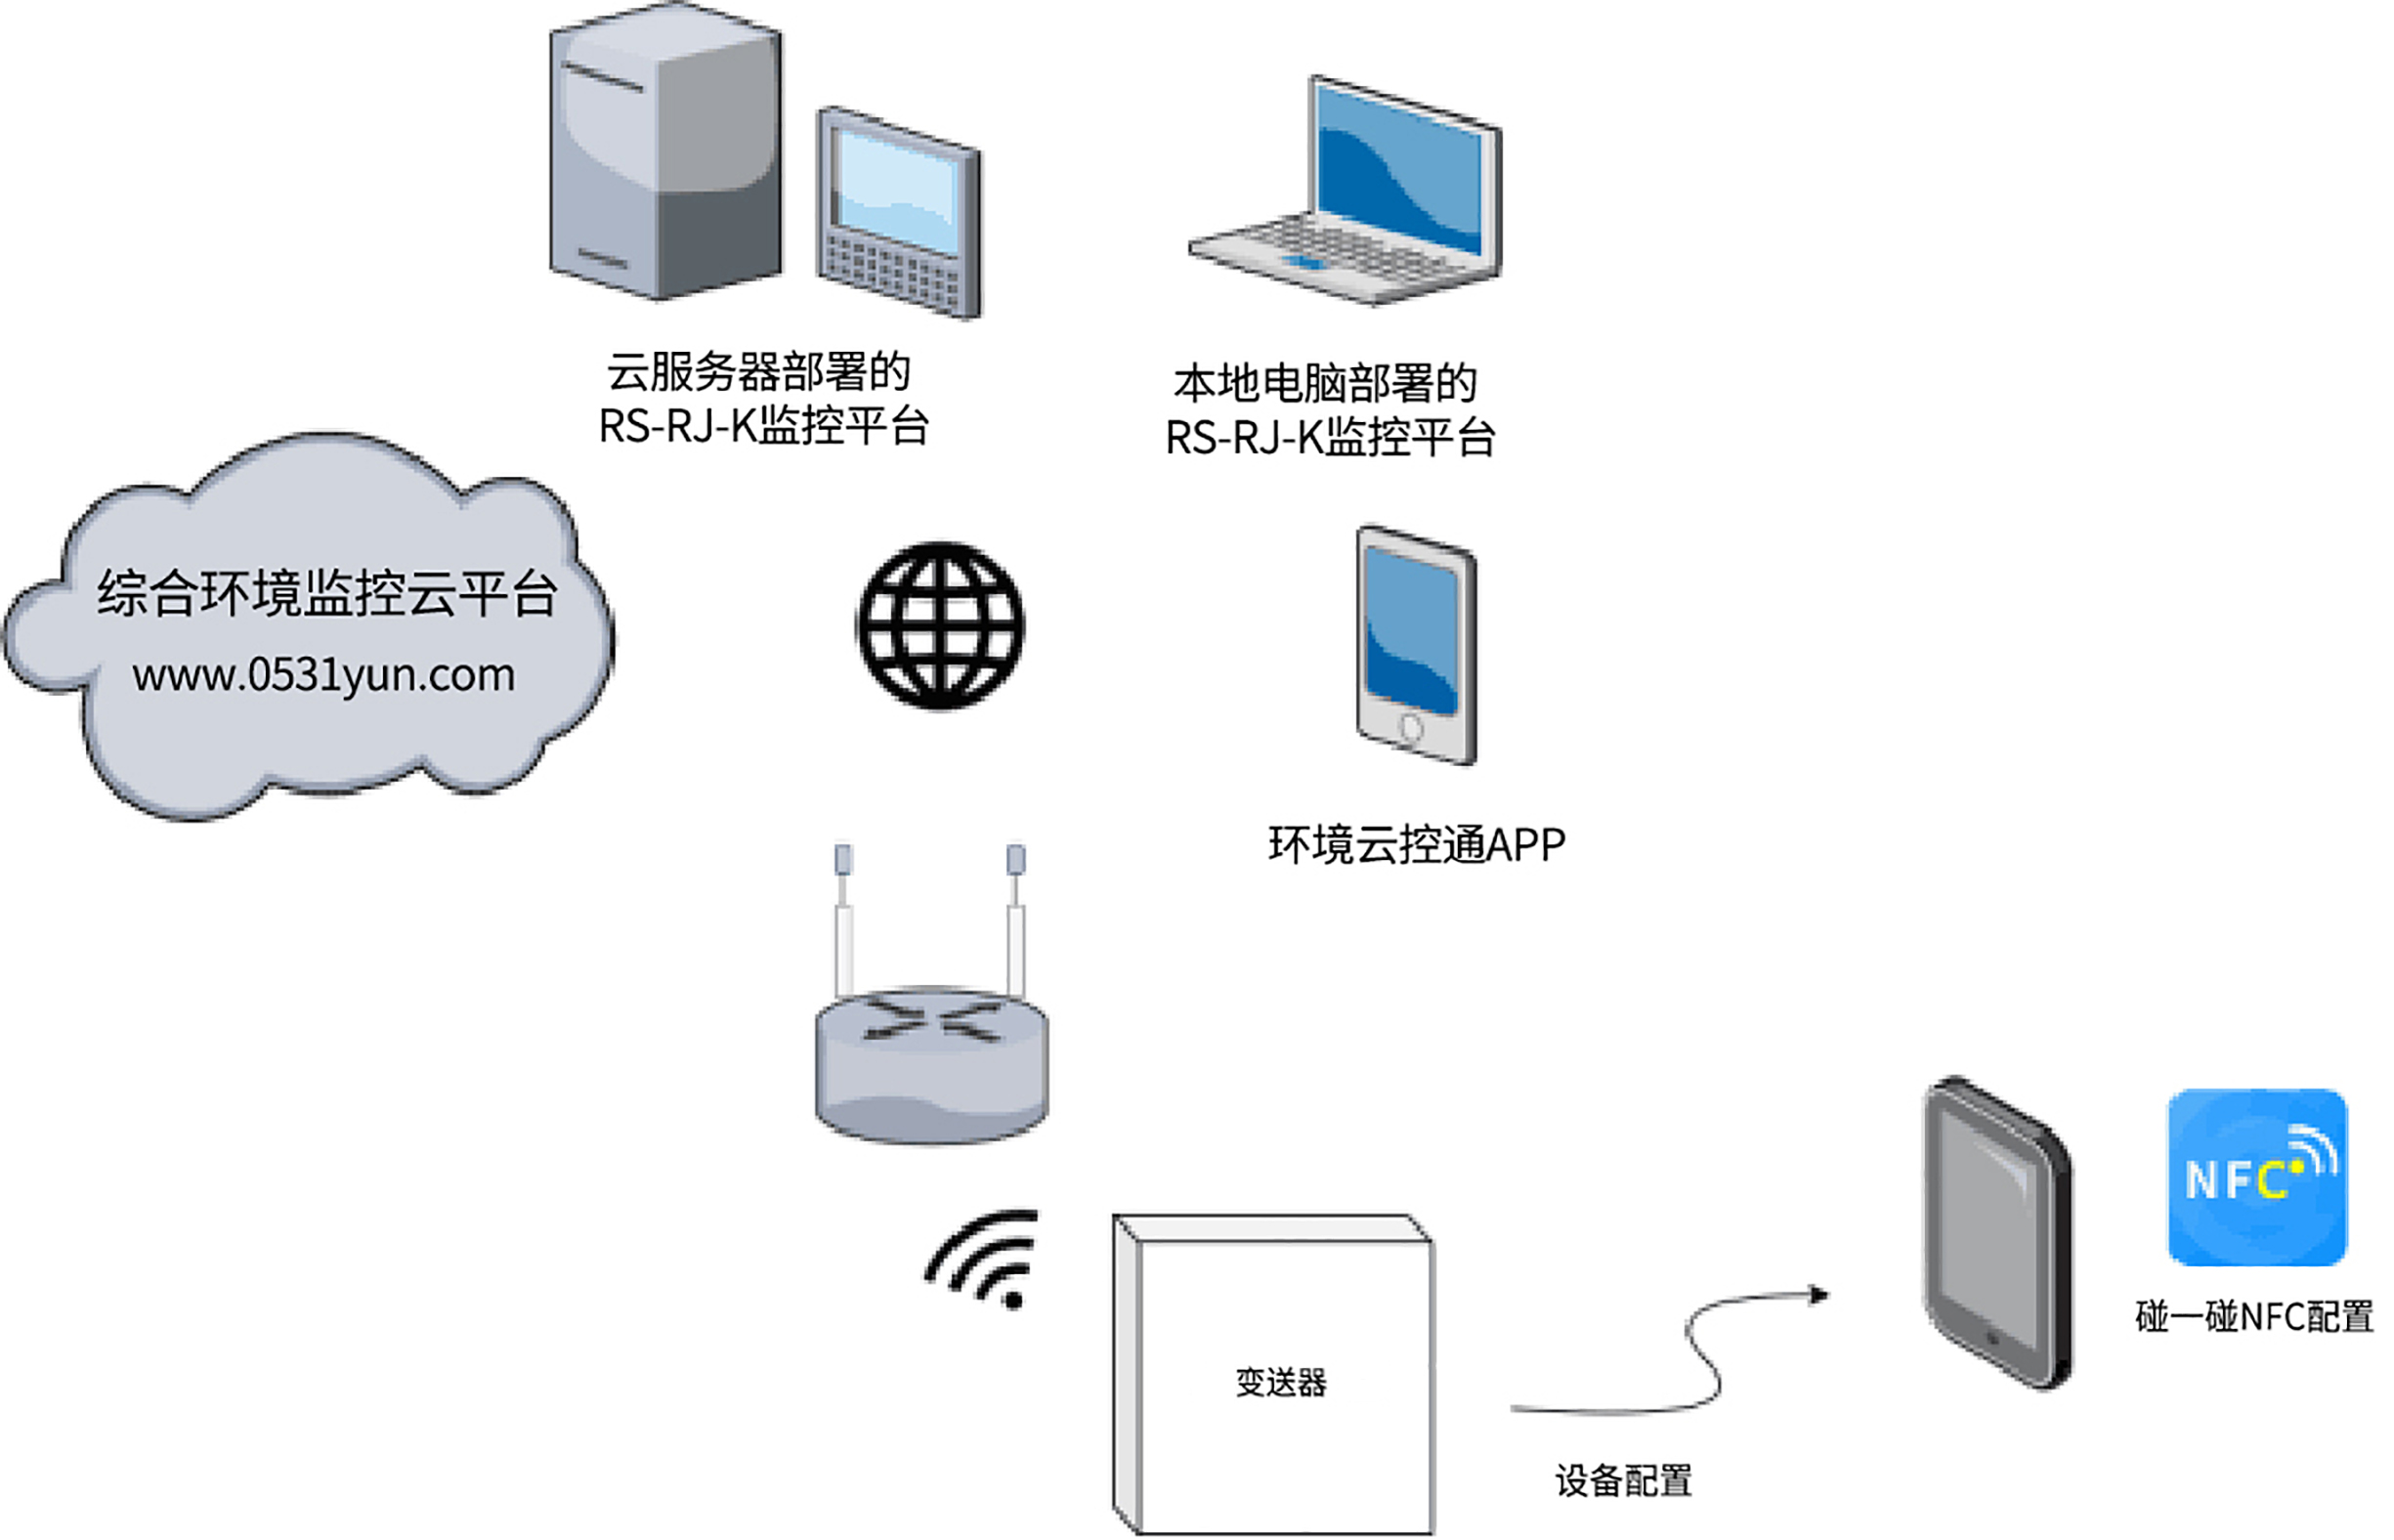 云服务器部署的
RS-RJ-K监控平台
本地电脑部署的
RS-RJ-K监控平台
综合环境监控云平台
www.0531yun.com
环境云控通APP
NFC
碰一碰NFC配置
变送器
设备配置